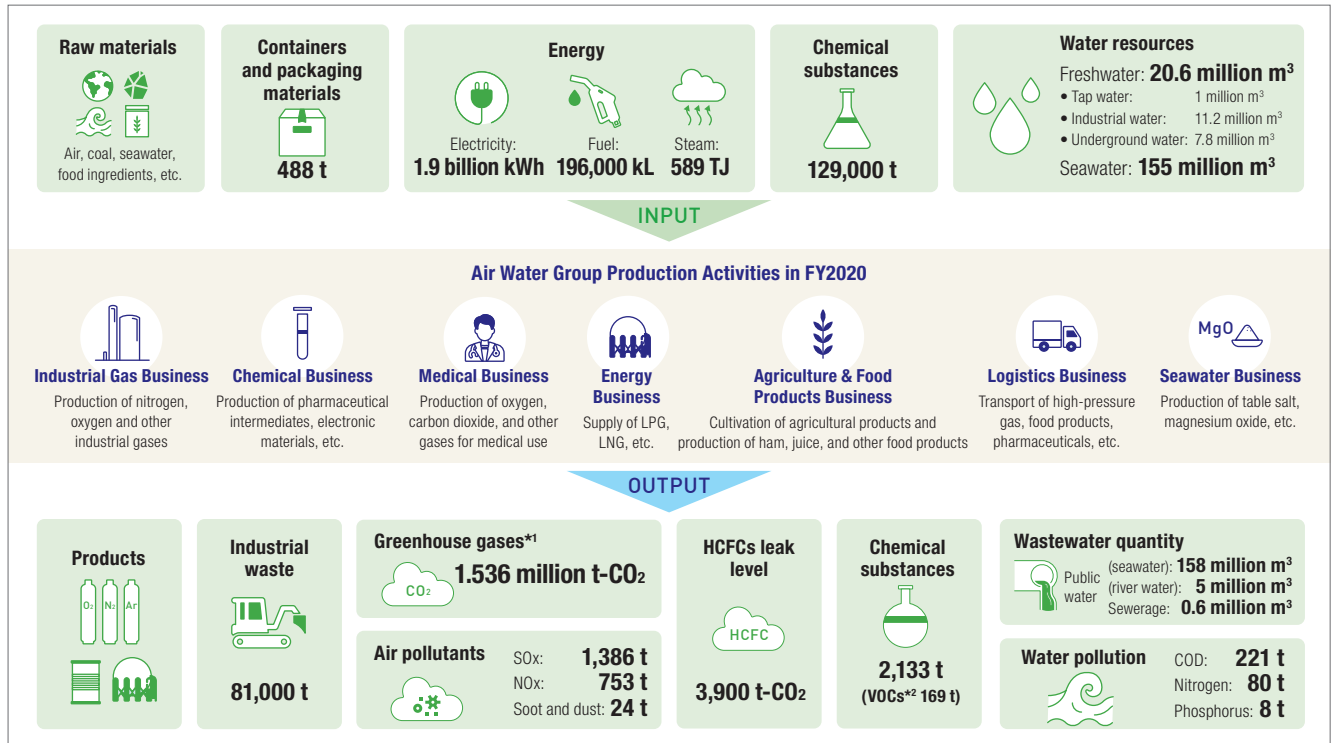 Raw materials
Air, coal, seawater,
food ingredients, etc.
Containers
and packaging
materials
488 t
Energy
Electricity:
1.9 billion kWh
Fuel:
196,000 kL
Steam:
589 TJ
Chemical
substances
129,000 t
Water resources
Freshwater: 20.6 million m³
• Tap water: 1 million m³
• Industrial water: 11.2 million m³
• Underground water: 7.8 million m³
Seawater: 155 million m³
INPUT
Air Water Group Production Activities in FY2020
Industrial Gas Business
Production of nitrogen,
oxygen and other
industrial gases
Chemical Business
Production of pharmaceutical
intermediates, electronic
materials, etc.
Medical Business
Production of oxygen,
carbon dioxide, and other
gases for medical use
Energy
Business
Supply of LPG,
LNG, etc.
Agriculture & Food
Products Business
Cultivation of agricultural products and
production of ham, juice, and other food products
Logistics Business
Transport of high-pressure
gas, food products,
pharmaceuticals, etc.
MgO
Seawater Business
Production of table salt,
magnesium oxide, etc.
OUTPUT
Products
O₂ N₂ Ar
Industrial
waste
81,000 t
Greenhouse gases*¹
CO₂
1.536 million t-CO₂
Air pollutants
SOx: 1,386 t
NOx: 753 t
Soot and dust: 24 t
HCFCs leak
level
HCFC
3,900 t-CO₂
Chemical
substances
2,133 t
(VOCs*² 169 t)
Wastewater quantity
Public
water
(seawater): 158 million m³
(river water): 5 million m³
Sewerage: 0.6 million m³
Water pollution
COD: 221 t
Nitrogen: 80 t
Phosphorus: 8 t